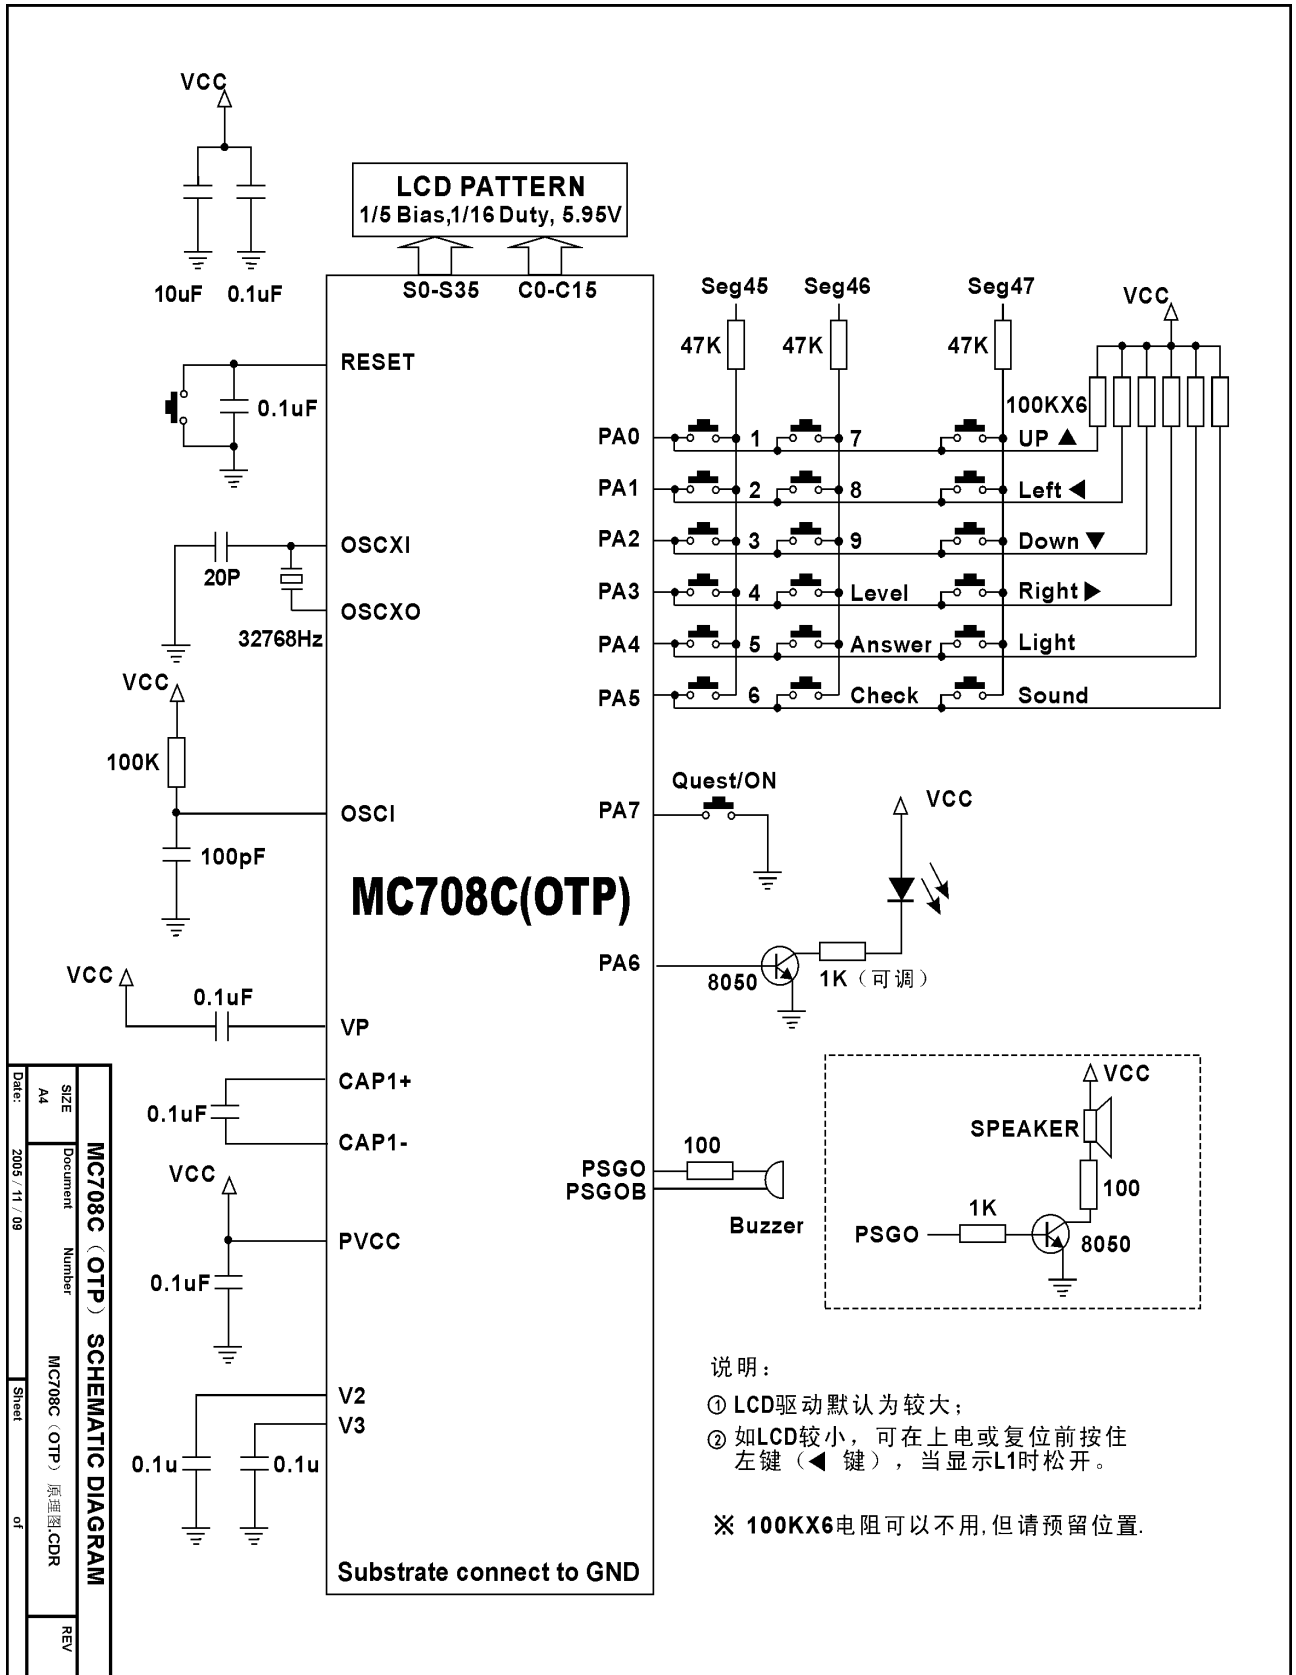 VCC
10uF 0.1uF
LCD PATTERN
1/5 Bias,1/16 Duty, 5.95V
S0-S35 C0-C15
Seg45 Seg46 Seg47
VCC
47K 47K 47K
100KX6
RESET
0.1uF
PA0 1 7 UP ▲
PA1 2 8 Left ◀
PA2 3 9 Down ▼
PA3 4 Level Right ▶
PA4 5 Answer Light
PA5 6 Check Sound
OSCXI
20P
OSCXO
32768Hz
VCC
100K
OSCI
100pF
Quest/ON
PA7
VCC
MC708C(OTP)
PA6
8050
1K（可调）
VCC
0.1uF
VP
CAP1+
0.1uF
CAP1-
VCC
PVCC
0.1uF
PSGO
PSGOB
100
Buzzer
VCC
SPEAKER
100
1K
PSGO
8050
V2
V3
0.1u 0.1u
Substrate connect to GND
说明：
① LCD驱动默认为较大；
② 如LCD较小，可在上电或复位前按住
左键（◀ 键），当显示L1时松开。
※ 100KX6电阻可以不用,但请预留位置.
MC708C（OTP） SCHEMATIC DIAGRAM
SIZE Document Number REV
A4 MC708C（OTP）原理图.CDR
Date: 2005 / 11 / 09 Sheet of